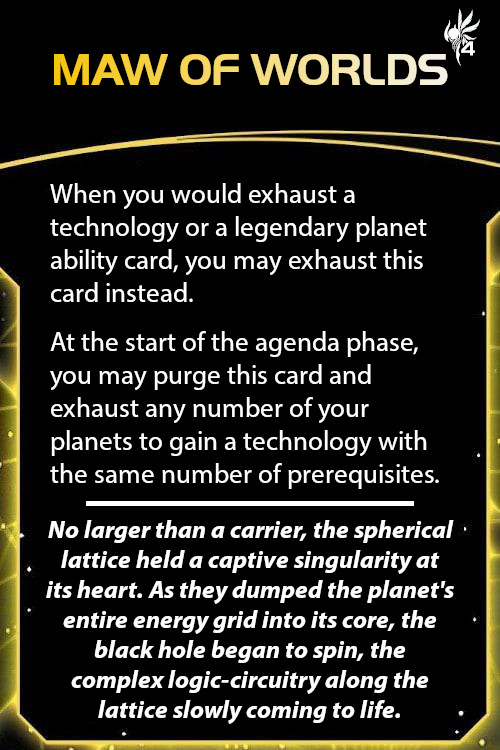 4
MAW OF WORLDS
When you would exhaust a
technology or a legendary planet
ability card, you may exhaust this
card instead.
At the start of the agenda phase,
you may purge this card and
exhaust any number of your
planets to gain a technology with
the same number of prerequisites.
No larger than a carrier, the spherical
lattice held a captive singularity at
its heart. As they dumped the planet's
entire energy grid into its core, the
black hole began to spin, the
complex logic-circuitry along the
lattice slowly coming to life.